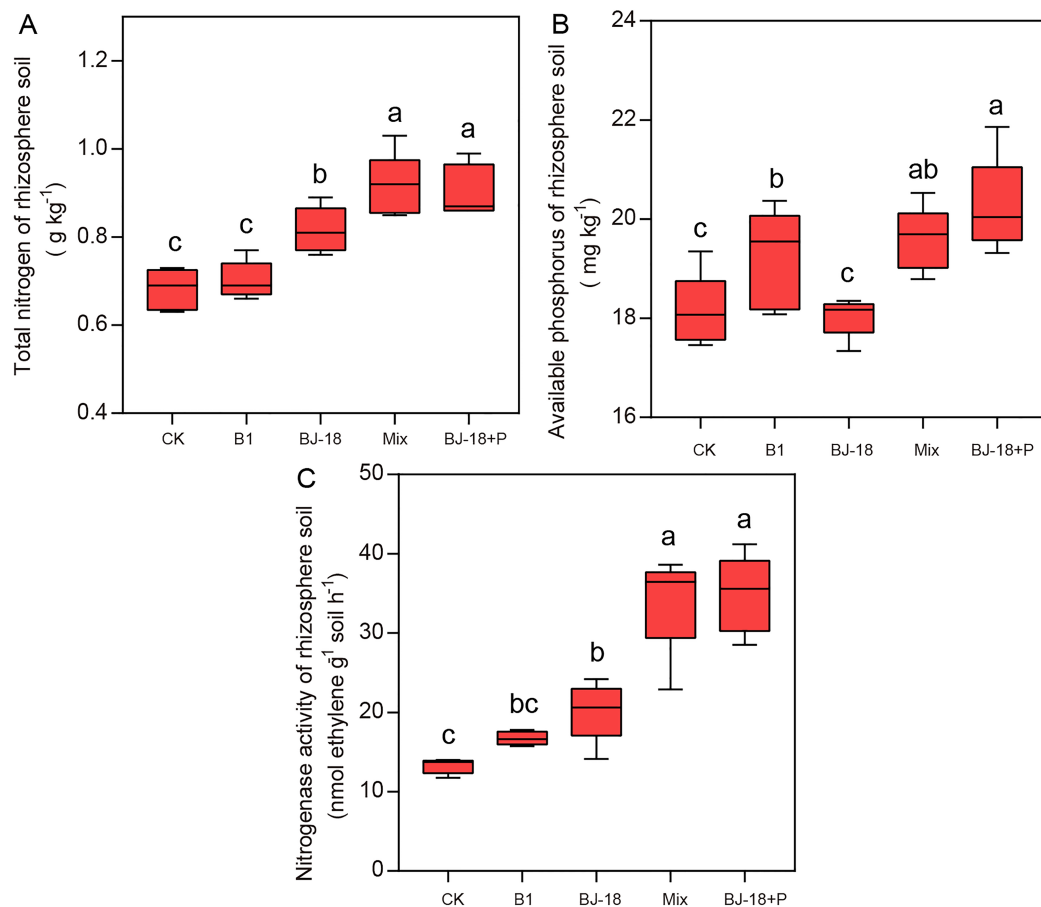 A
Total nitrogen of rhizosphere soil
( g kg⁻¹)
1.2
1.0
0.8
0.6
0.4
c
c
b
a
a
CK
B1
BJ-18
Mix
BJ-18+P
B
Available phosphorus of rhizosphere soil
( mg kg⁻¹)
24
22
20
18
16
c
b
c
ab
a
CK
B1
BJ-18
Mix
BJ-18+P
C
Nitrogenase activity of rhizosphere soil
(nmol ethylene g⁻¹ soil h⁻¹)
50
40
30
20
10
0
c
bc
b
a
a
CK
B1
BJ-18
Mix
BJ-18+P